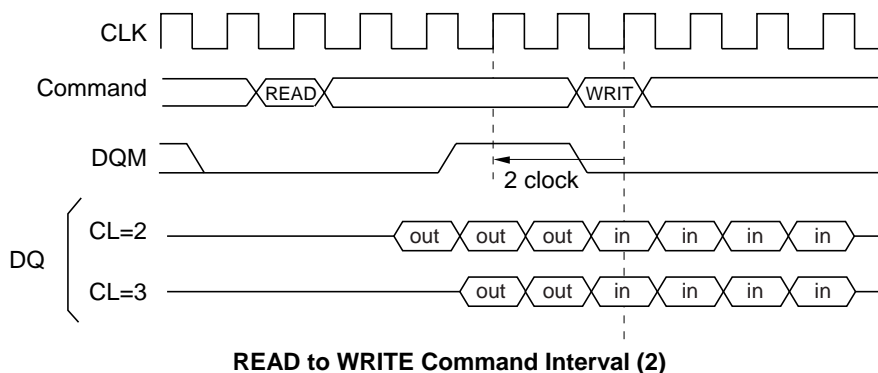 CLK
Command READ WRIT
DQM
2 clock
DQ
CL=2 out out out in in in in
CL=3 out out in in in in
READ to WRITE Command Interval (2)